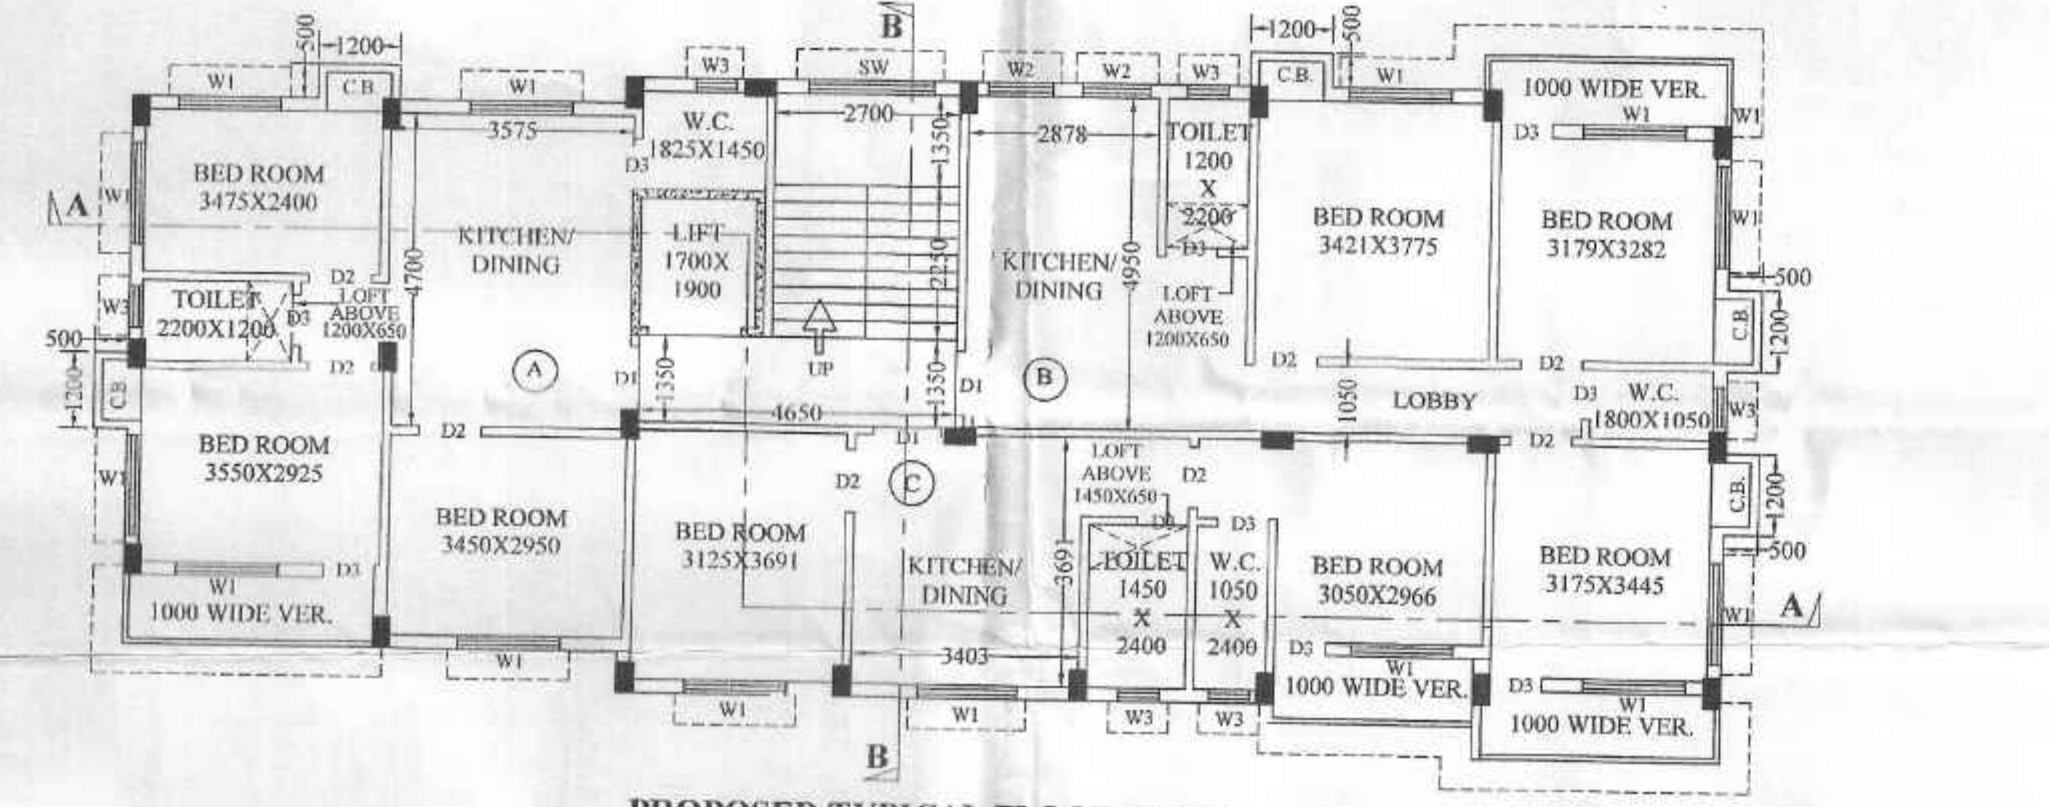 B
500
1200
W1
C.B.
W1
W3
SW
W2
W2
W3
1200
500
C.B.
W1
1000 WIDE VER.
W1
W1
D3
3575
W.C.
1825X1450
D3
2700
1350
2878
TOILET
1200
X
2200
D3
BED ROOM
3475X2400
W1
A
KITCHEN/
DINING
4700
LIFT
1700X
1900
2250
KITCHEN/
DINING
4950
LOFT
ABOVE
1200X650
BED ROOM
3421X3775
BED ROOM
3179X3282
W1
500
C.B.
1200
D2
TOILET
2200X1200
D3
LOFT
ABOVE
1200X650
W3
500
D2
1200
C.B.
A
D1
1350
UP
1350
D1
B
4650
D2
1050
LOBBY
D2
D3
W.C.
1800X1050
W3
BED ROOM
3550X2925
W1
D2
D1
C
D2
LOFT
ABOVE
1450X650
D2
D2
C.B.
1200
500
BED ROOM
3450X2950
BED ROOM
3125X3691
KITCHEN/
DINING
3691
D3
TOILET
1450
X
2400
D3
W.C.
1050
X
2400
BED ROOM
3050X2966
BED ROOM
3175X3445
W1
A
D3
W1
1000 WIDE VER.
W1
W1
3403
W1
W3
W3
D3
W1
1000 WIDE VER.
D3
W1
1000 WIDE VER.
B